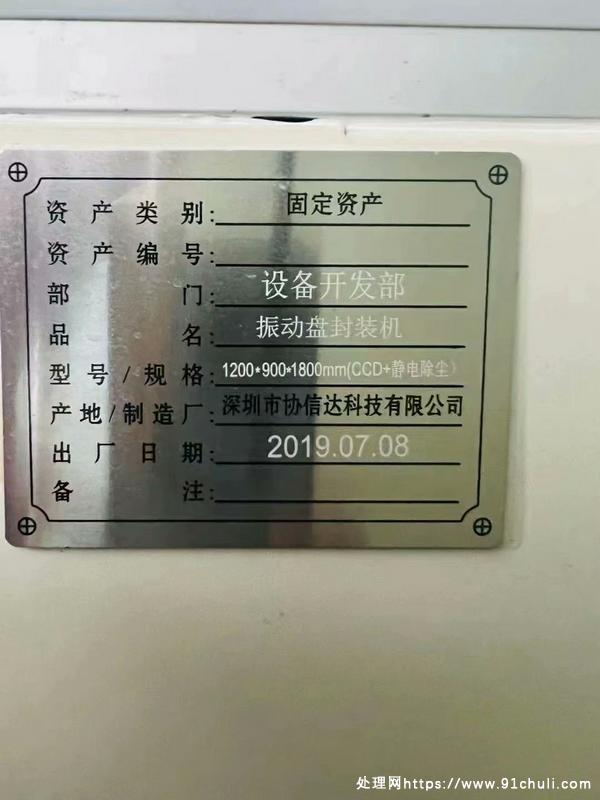 资产类别:固定资产
资产编号:
部门:设备开发部
品名:振动盘封装机
型号/规格:1200*900*1800mm(CCD+静电除尘)
产地/制造厂:深圳市协信达科技有限公司
出厂日期:2019.07.08
备注:
处理网https://www.91chuli.com